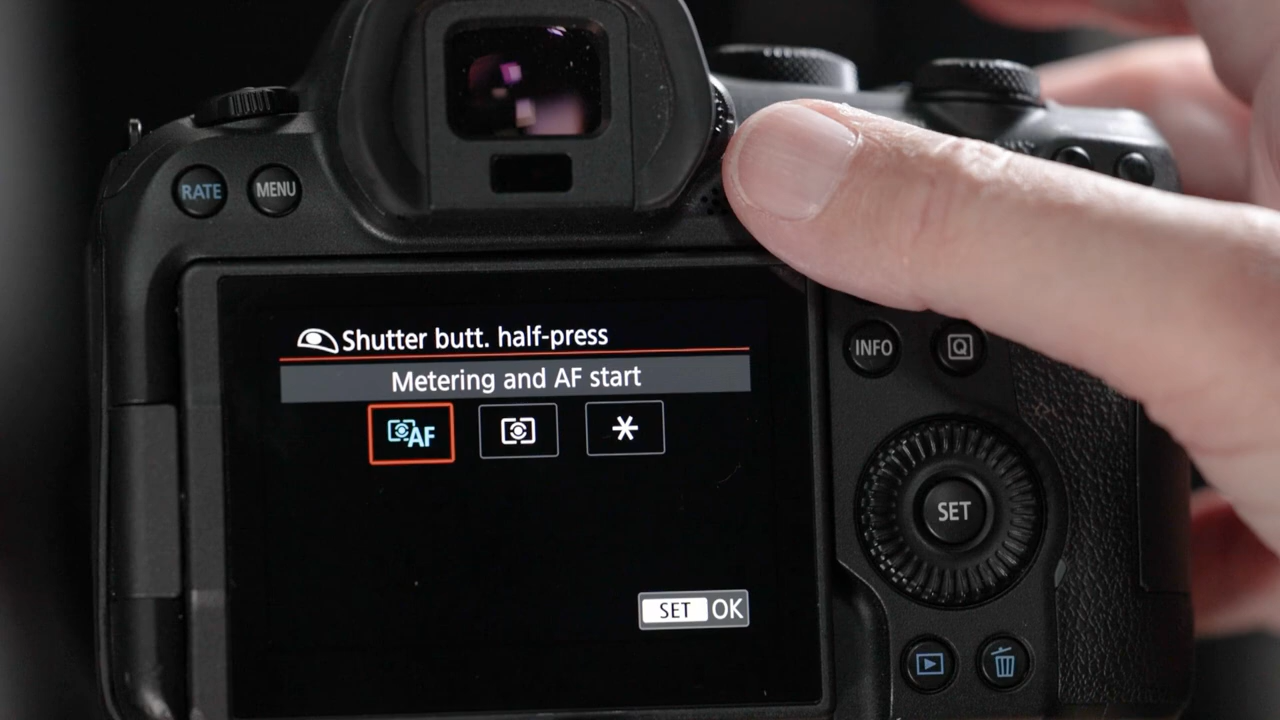 RATE
MENU
Shutter butt. half-press
Metering and AF start
AF
INFO
Q
SET
SET OK